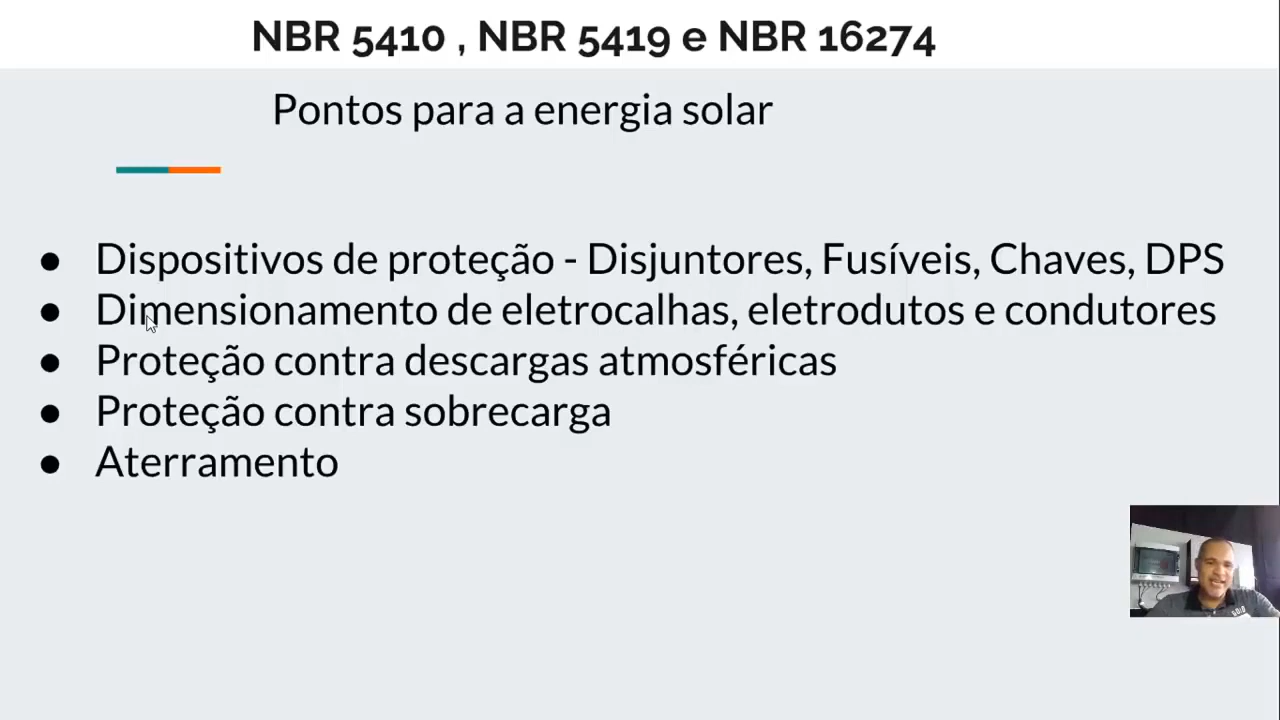 NBR 5410 , NBR 5419 e NBR 16274
Pontos para a energia solar
● Dispositivos de proteção - Disjuntores, Fusíveis, Chaves, DPS
● Dimensionamento de eletrocalhas, eletrodutos e condutores
● Proteção contra descargas atmosféricas
● Proteção contra sobrecarga
● Aterramento